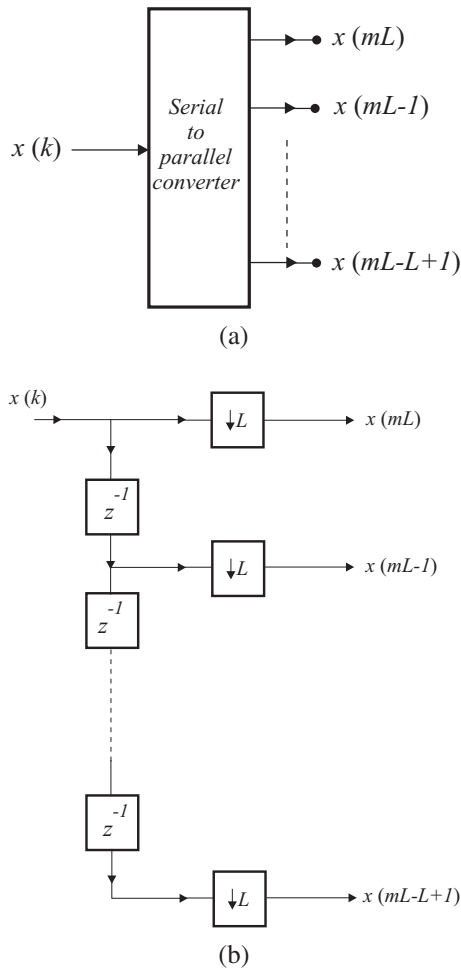 x (mL)
x (mL-1)
x (k)
Serial
to
parallel
converter
x (mL-L+1)
(a)
x (k)
↓L
x (mL)
z⁻¹
↓L
x (mL-1)
z⁻¹
z⁻¹
↓L
x (mL-L+1)
(b)